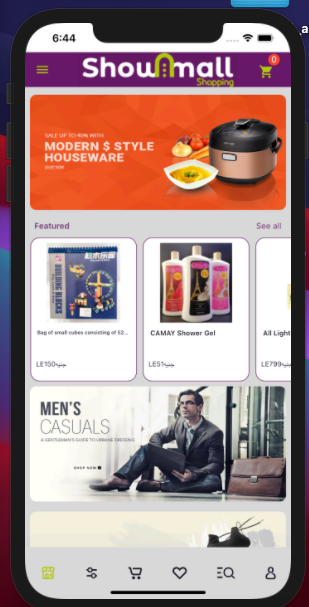 a
6:44
Show mall
Shopping
0
SALE UP TO 40% WITH
MODERN $ STYLE
HOUSEWARE
Featured
See all
BUILDING BLOCKS
Bag of small cubes consisting of 52...
CAMAY Shower Gel
All Light
LE150جنيه
LE51جنيه
LE799جنيه
MEN'S
CASUALS
A GENTLEMAN'S GUIDE TO URBANE DRESSING
SHOP NOW